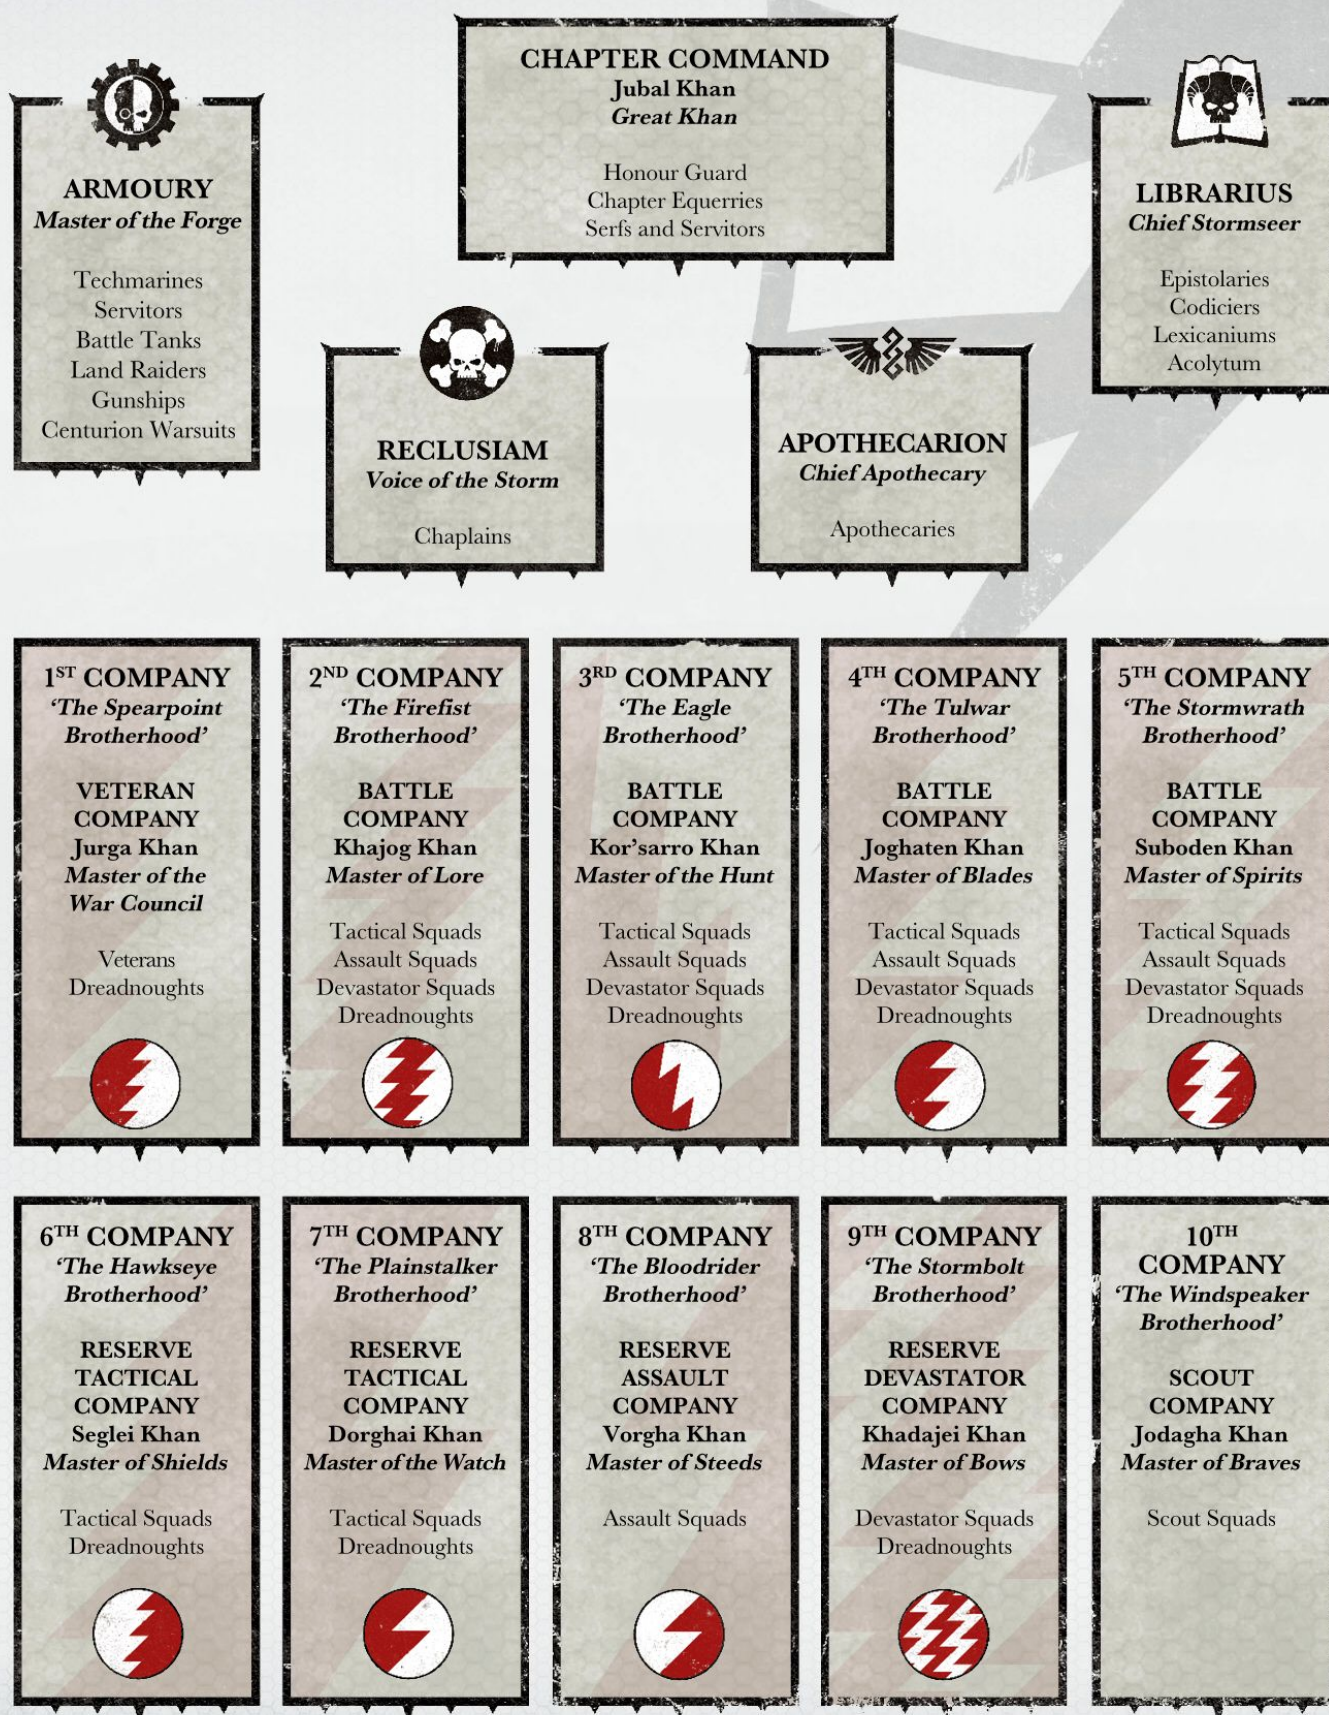 CHAPTER COMMAND
Jubal Khan
Great Khan
Honour Guard
Chapter Equerries
Serfs and Servitors
ARMOURY
Master of the Forge
Techmarines
Servitors
Battle Tanks
Land Raiders
Gunships
Centurion Warsuits
LIBRARIUS
Chief Stormseer
Epistolaries
Codiciers
Lexicaniums
Acolytum
RECLUSIAM
Voice of the Storm
Chaplains
APOTHECARION
Chief Apothecary
Apothecaries
1ST COMPANY
‘The Spearpoint
Brotherhood’
VETERAN
COMPANY
Jurga Khan
Master of the
War Council
Veterans
Dreadnoughts
2ND COMPANY
‘The Firefist
Brotherhood’
BATTLE
COMPANY
Khajog Khan
Master of Lore
Tactical Squads
Assault Squads
Devastator Squads
Dreadnoughts
3RD COMPANY
‘The Eagle
Brotherhood’
BATTLE
COMPANY
Kor’sarro Khan
Master of the Hunt
Tactical Squads
Assault Squads
Devastator Squads
Dreadnoughts
4TH COMPANY
‘The Tulwar
Brotherhood’
BATTLE
COMPANY
Joghaten Khan
Master of Blades
Tactical Squads
Assault Squads
Devastator Squads
Dreadnoughts
5TH COMPANY
‘The Stormwrath
Brotherhood’
BATTLE
COMPANY
Suboden Khan
Master of Spirits
Tactical Squads
Assault Squads
Devastator Squads
Dreadnoughts
6TH COMPANY
‘The Hawkseye
Brotherhood’
RESERVE
TACTICAL
COMPANY
Seglei Khan
Master of Shields
Tactical Squads
Dreadnoughts
7TH COMPANY
‘The Plainstalker
Brotherhood’
RESERVE
TACTICAL
COMPANY
Dorghai Khan
Master of the Watch
Tactical Squads
Dreadnoughts
8TH COMPANY
‘The Bloodrider
Brotherhood’
RESERVE
ASSAULT
COMPANY
Vorgha Khan
Master of Steeds
Assault Squads
9TH COMPANY
‘The Stormbolt
Brotherhood’
RESERVE
DEVASTATOR
COMPANY
Khadajei Khan
Master of Bows
Devastator Squads
Dreadnoughts
10TH
COMPANY
‘The Windspeaker
Brotherhood’
SCOUT
COMPANY
Jodagha Khan
Master of Braves
Scout Squads